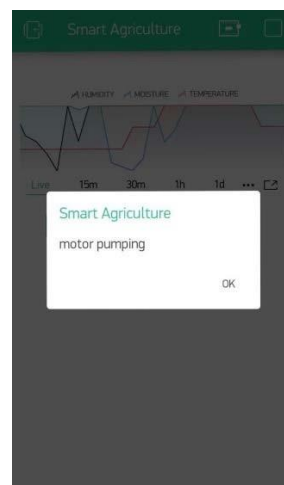 Smart Agriculture
HUMIDITY MOISTURE TEMPERATURE
Live 15m 30m 1h 1d
Smart Agriculture
motor pumping
OK